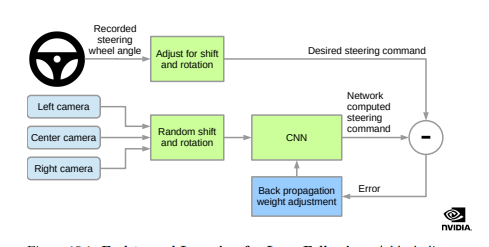 Recorded
steering
wheel angle
Adjust for shift
and rotation
Desired steering command
Left camera
Center camera
Right camera
Random shift
and rotation
CNN
Network
computed
steering
command
-
Back propagation
weight adjustment
Error
NVIDIA.